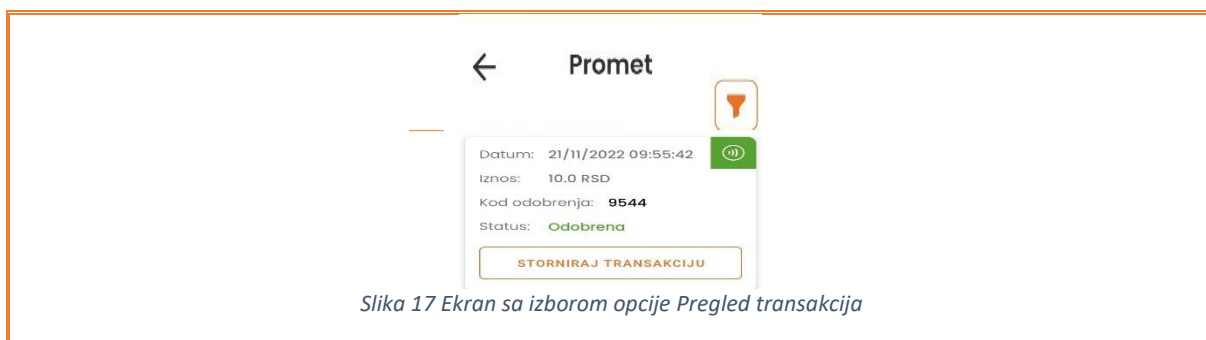 Promet
Datum: 21/11/2022 09:55:42
Iznos: 10.0 RSD
Kod odobrenja: 9544
Status: Odobrena
STORNIRAJ TRANSAKCIJU
Slika 17 Ekran sa izborom opcije Pregled transakcija